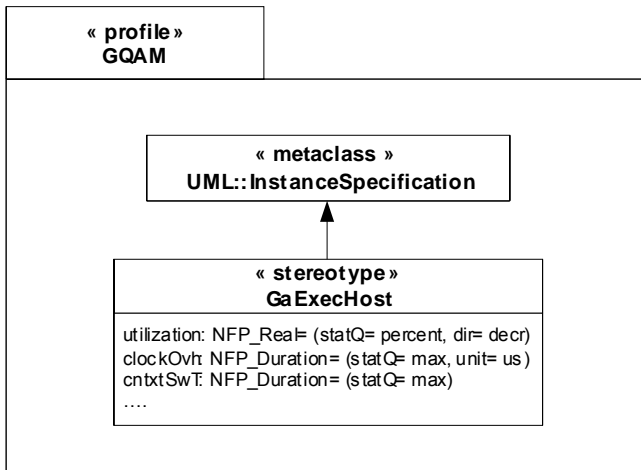 « profile»
GQAM
« metaclass »
UML::InstanceSpecification
« stereotype»
GaExecHost
utilization: NFP_Real= (statQ= percent, dir= decr)
clockOvh: NFP_Duration= (statQ= max, unit= us)
cntxtSwT: NFP_Duration= (statQ= max)
....